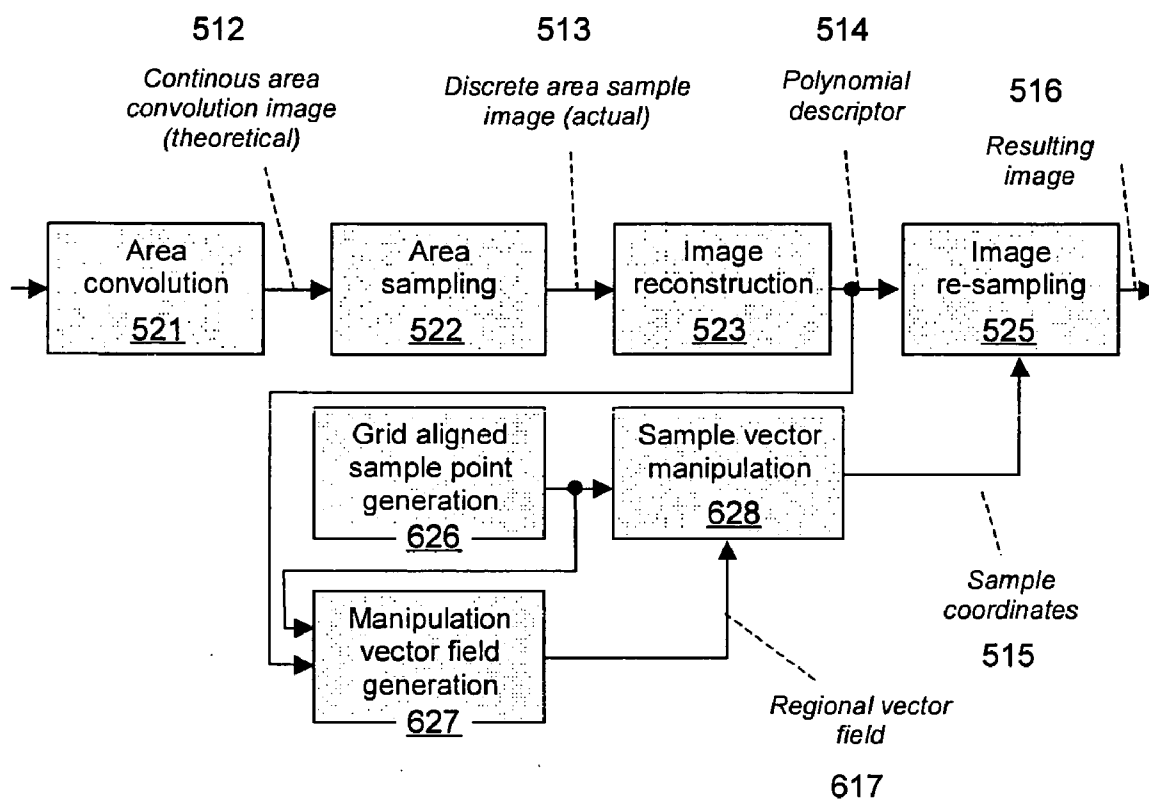 512
Continous area
convolution image
(theoretical)
513
Discrete area sample
image (actual)
514
Polynomial
descriptor
516
Resulting
image
Area
convolution
521
Area
sampling
522
Image
reconstruction
523
Image
re-sampling
525
Grid aligned
sample point
generation
626
Sample vector
manipulation
628
Manipulation
vector field
generation
627
Sample
coordinates
515
Regional vector
field
617